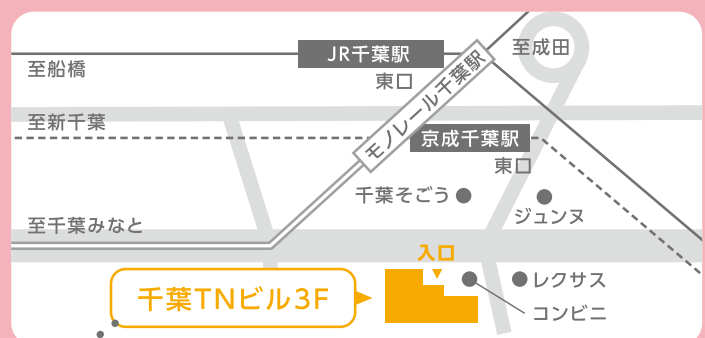 JR千葉駅
至成田
至船橋
東口
モノレール千葉駅
至新千葉
京成千葉駅
東口
千葉そごう
ジュンヌ
至千葉みなと
入口
レクサス
千葉TNビル3F
コンビニ